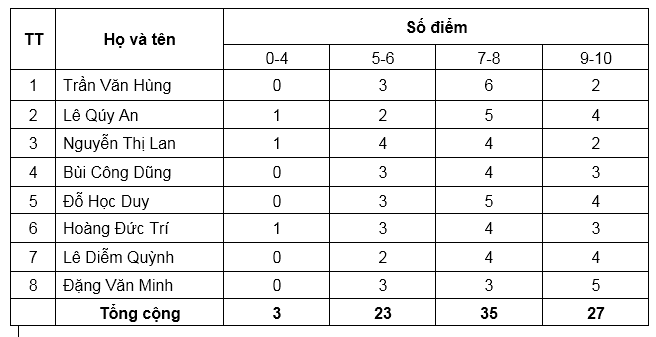 TT Họ và tên Số điểm
0-4 5-6 7-8 9-10
1 Trần Văn Hùng 0 3 6 2
2 Lê Qúy An 1 2 5 4
3 Nguyễn Thị Lan 1 4 4 2
4 Bùi Công Dũng 0 3 4 3
5 Đỗ Học Duy 0 3 5 4
6 Hoàng Đức Trí 1 3 4 3
7 Lê Diễm Quỳnh 0 2 4 4
8 Đặng Văn Minh 0 3 3 5
Tổng cộng 3 23 35 27